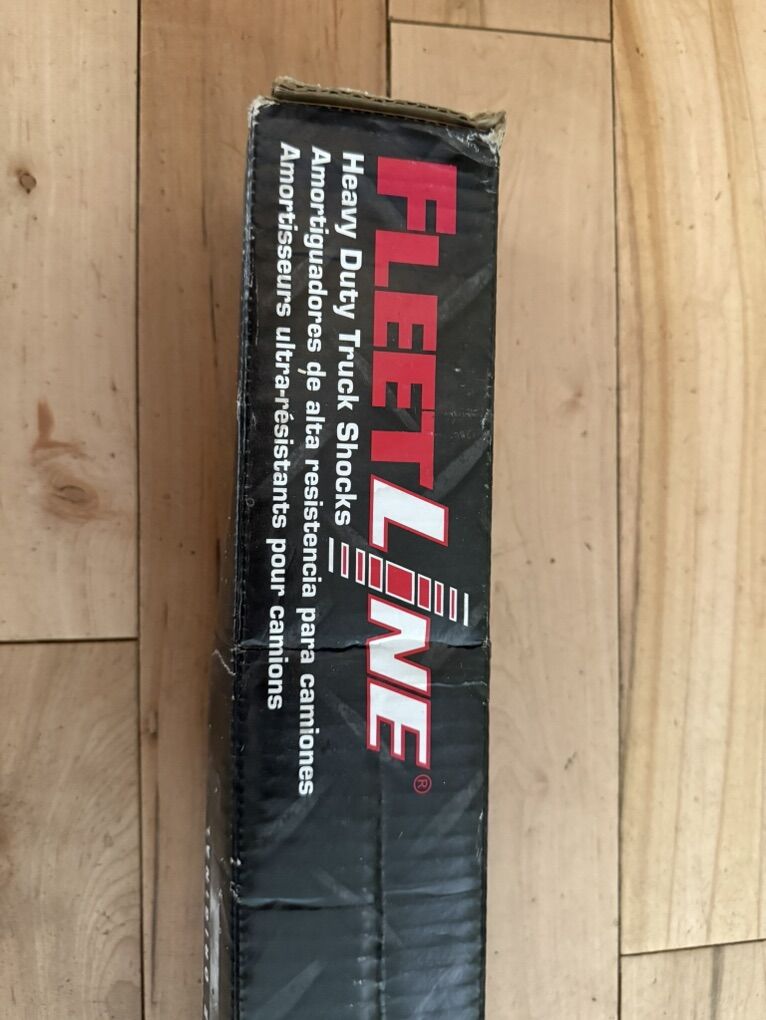 FLEETLINE®
Heavy Duty Truck Shocks
Amortiguadores de alta resistencia para camiones
Amortisseurs ultra-résistants pour camions